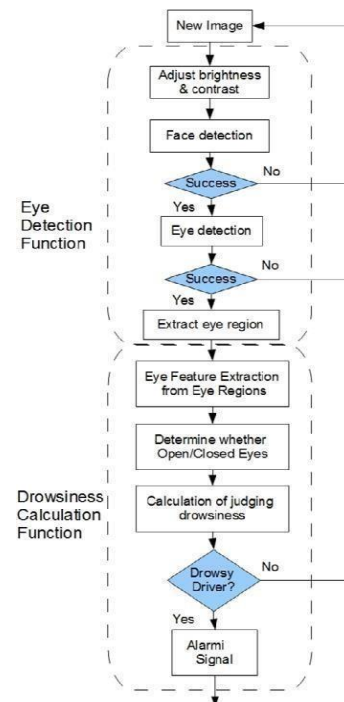 New Image
Adjust brightness
& contrast
Face detection
Success
No
Yes
Eye
Detection
Function
Eye detection
Success
No
Yes
Extract eye region
Eye Feature Extraction
from Eye Regions
Determine whether
Open/Closed Eyes
Drowsiness
Calculation
Function
Calculation of judging
drowsiness
Drowsy
Driver?
No
Yes
Alarmi
Signal